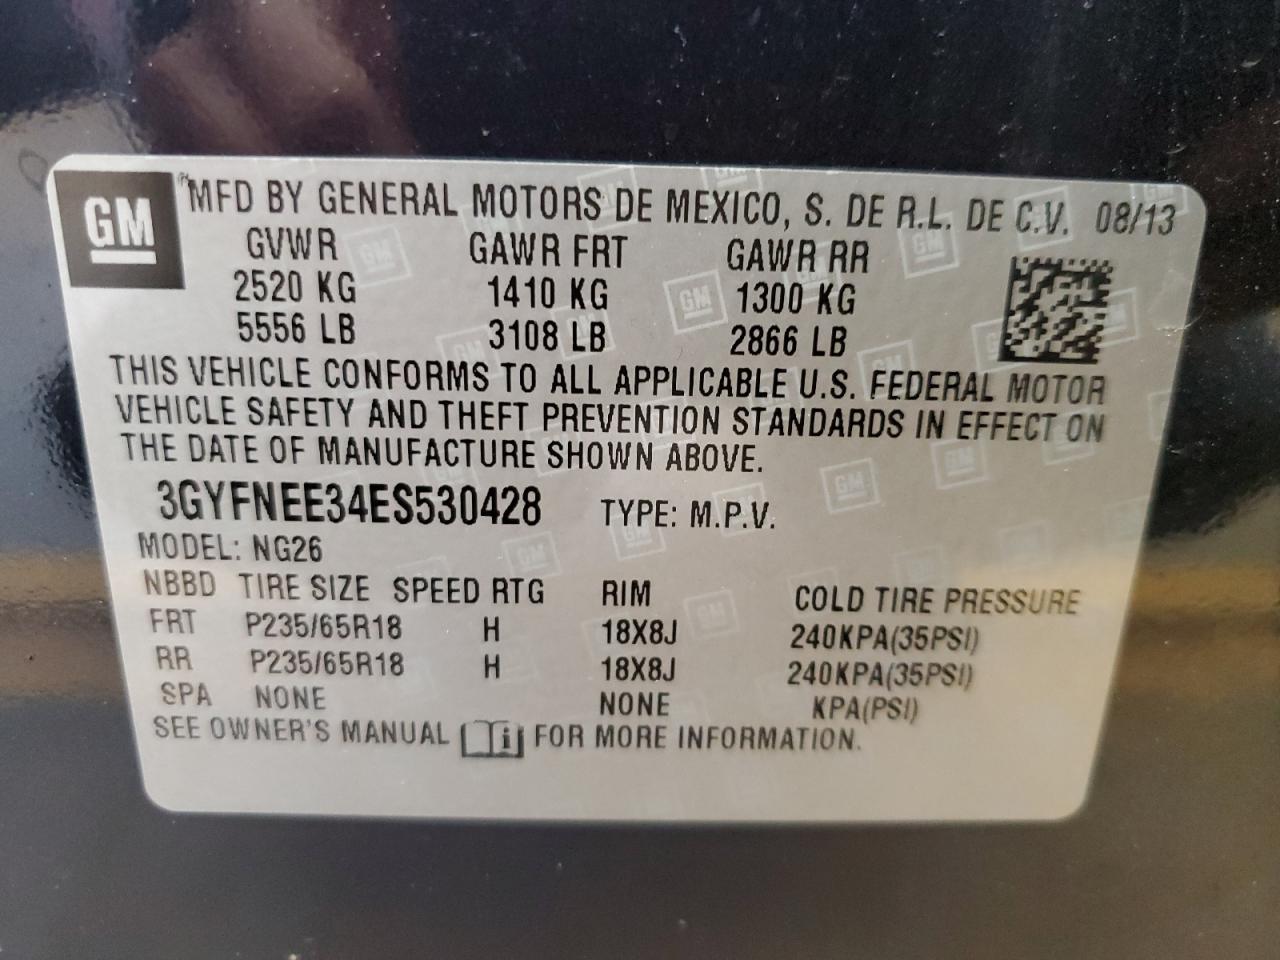 GM
MFD BY GENERAL MOTORS DE MEXICO, S. DE R.L. DE C.V. 08/13
GVWR GAWR FRT GAWR RR
2520 KG 1410 KG 1300 KG
5556 LB 3108 LB 2866 LB
THIS VEHICLE CONFORMS TO ALL APPLICABLE U.S. FEDERAL MOTOR
VEHICLE SAFETY AND THEFT PREVENTION STANDARDS IN EFFECT ON
THE DATE OF MANUFACTURE SHOWN ABOVE.
3GYFNEE34ES530428 TYPE: M.P.V.
MODEL: NG26
NBBD TIRE SIZE SPEED RTG RIM COLD TIRE PRESSURE
FRT P235/65R18 H 18X8J 240KPA(35PSI)
RR P235/65R18 H 18X8J 240KPA(35PSI)
SPA NONE NONE KPA(PSI)
SEE OWNER'S MANUAL FOR MORE INFORMATION.